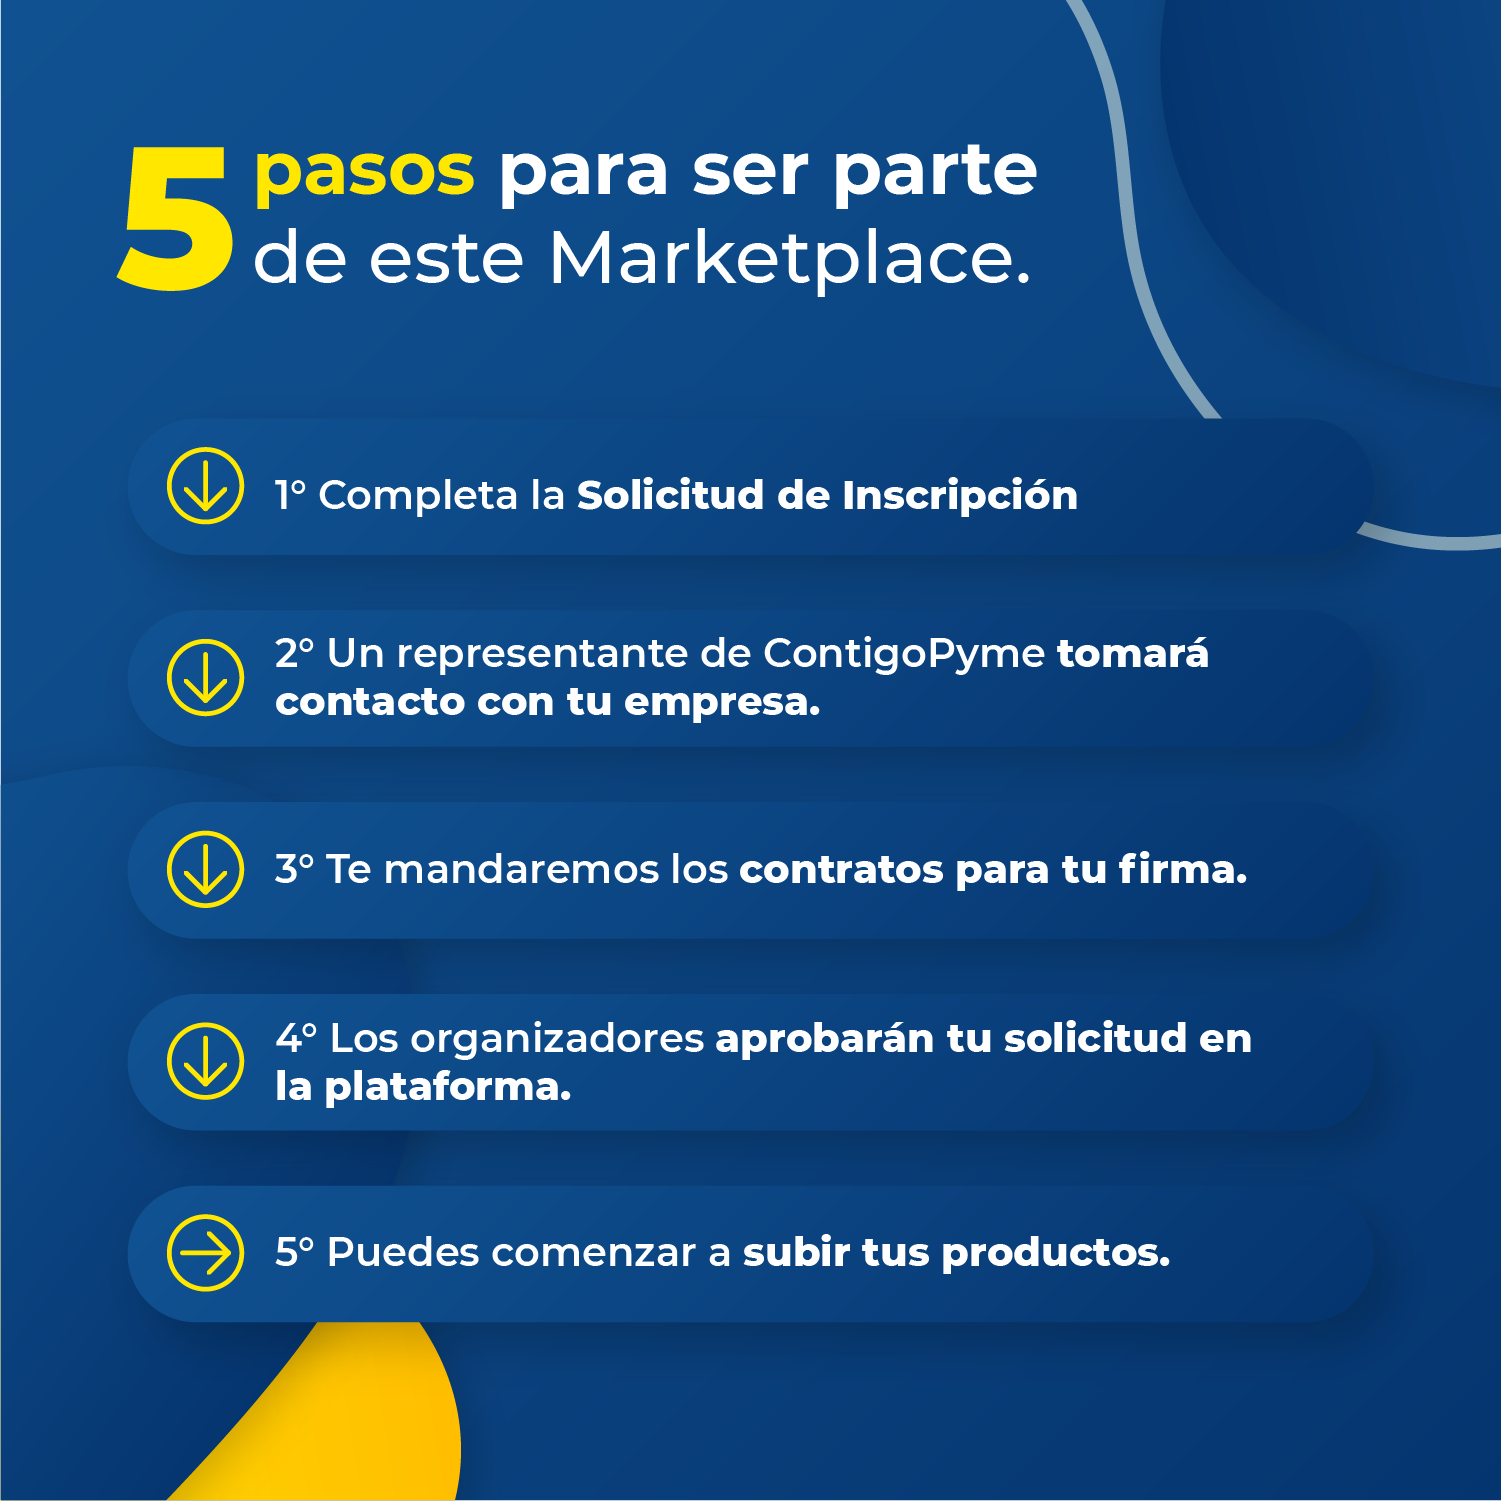 5 pasos para ser parte
de este Marketplace.
1° Completa la Solicitud de Inscripción
2° Un representante de ContigoPyme tomará
contacto con tu empresa.
3° Te mandaremos los contratos para tu firma.
4° Los organizadores aprobarán tu solicitud en
la plataforma.
5° Puedes comenzar a subir tus productos.